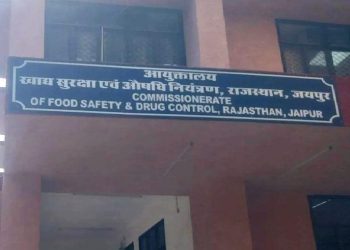 आयुक्तालय
खाद्य सुरक्षा एवं औषधि नियंत्रण, राजस्थान, जयपुर
COMMISSIONERATE
OF FOOD SAFETY & DRUG CONTROL, RAJASTHAN, JAIPUR